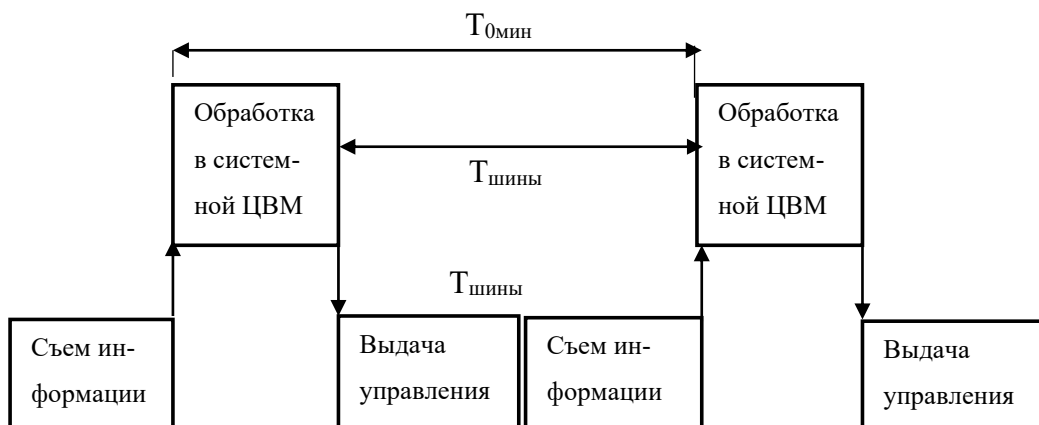 T₀мин
Обработка
в систем-
ной ЦВМ
Tшины
Обработка
в систем-
ной ЦВМ
Tшины
Съем ин-
формации
Выдача
управления
Съем ин-
формации
Выдача
управления